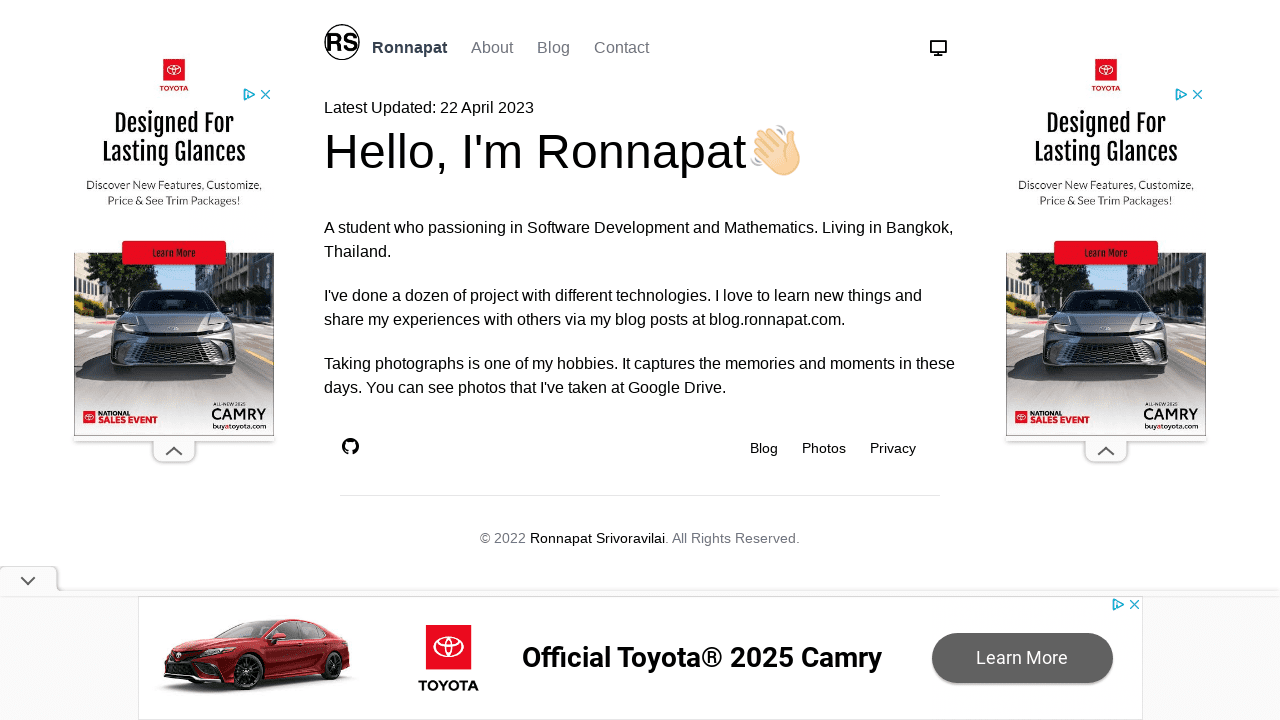 RS
Ronnapat About Blog Contact
Latest Updated: 22 April 2023
Hello, I'm Ronnapat👋🏻
A student who passioning in Software Development and Mathematics. Living in Bangkok,
Thailand.
I've done a dozen of project with different technologies. I love to learn new things and
share my experiences with others via my blog posts at blog.ronnapat.com.
Taking photographs is one of my hobbies. It captures the memories and moments in these
days. You can see photos that I've taken at Google Drive.
Blog Photos Privacy
© 2022 Ronnapat Srivoravilai. All Rights Reserved.
TOYOTA
Designed For
Lasting Glances
Discover New Features, Customize,
Price & See Trim Packages!
Learn More
NATIONAL
SALES EVENT
ALL-NEW 2025
CAMRY
buyatoyota.com
TOYOTA
Designed For
Lasting Glances
Discover New Features, Customize,
Price & See Trim Packages!
Learn More
NATIONAL
SALES EVENT
ALL-NEW 2025
CAMRY
buyatoyota.com
TOYOTA
Official Toyota® 2025 Camry
Learn More